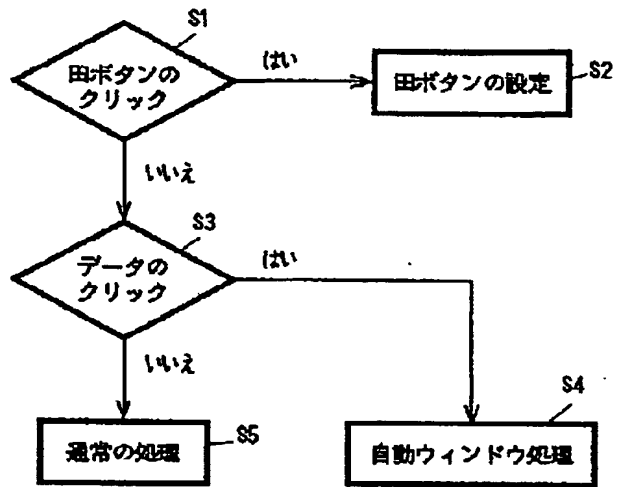 S1
田ボタンの
クリック
はい
田ボタンの設定
S2
いいえ
S3
データの
クリック
はい
いいえ
S4
通常の処理
S5
自動ウィンドウ処理